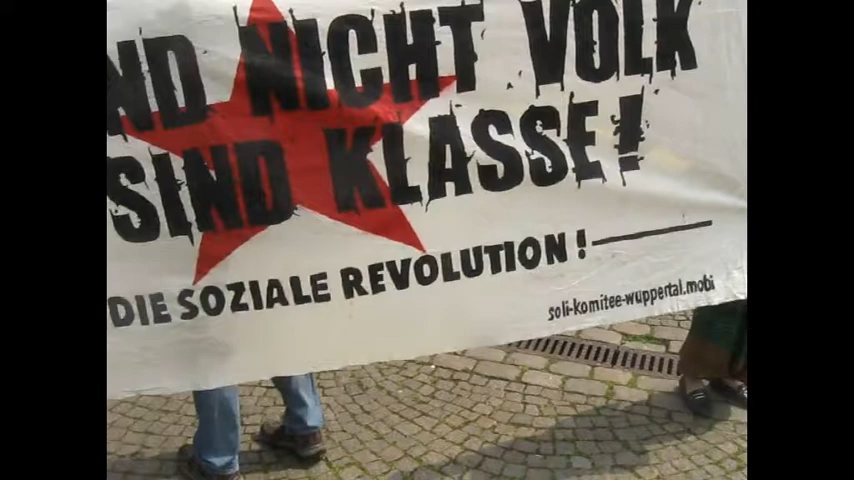 ND NICHT VOLK
SIND KLASSE!
DIE SOZIALE REVOLUTION!
soli-komitee-wuppertal.mobi